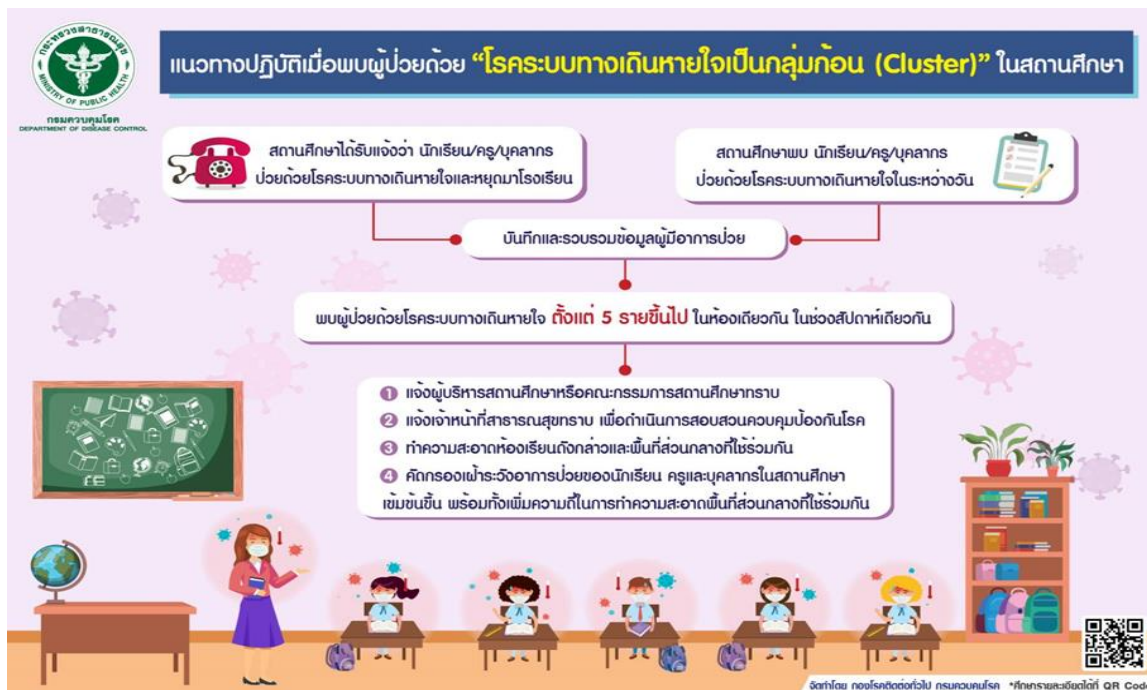 กระทรวงสาธารณสุข
MINISTRY OF PUBLIC HEALTH
กรมควบคุมโรค
DEPARTMENT OF DISEASE CONTROL
แนวทางปฏิบัติเมื่อพบผู้ป่วยด้วย “โรคระบบทางเดินหายใจเป็นกลุ่มก้อน (Cluster)” ในสถานศึกษา
สถานศึกษาได้รับแจ้งว่า นักเรียน/ครู/บุคลากร
ป่วยด้วยโรคระบบทางเดินหายใจและหยุดมาโรงเรียน
สถานศึกษาพบ นักเรียน/ครู/บุคลากร
ป่วยด้วยโรคระบบทางเดินหายใจในระหว่างวัน
บันทึกและรวบรวมข้อมูลผู้มีอาการป่วย
พบผู้ป่วยด้วยโรคระบบทางเดินหายใจ ตั้งแต่ 5 รายขึ้นไป ในห้องเดียวกัน ในช่วงสัปดาห์เดียวกัน
1 แจ้งผู้บริหารสถานศึกษาหรือคณะกรรมการสถานศึกษาทราบ
2 แจ้งเจ้าหน้าที่สาธารณสุขทราบ เพื่อดำเนินการสอบสวนควบคุมป้องกันโรค
3 ทำความสะอาดห้องเรียนดังกล่าวและพื้นที่ส่วนกลางที่ใช้ร่วมกัน
4 คัดกรองเฝ้าระวังอาการป่วยของนักเรียน ครูและบุคลากรในสถานศึกษา
เข้มข้นขึ้น พร้อมทั้งเพิ่มความถี่ในการทำความสะอาดพื้นที่ส่วนกลางที่ใช้ร่วมกัน
จัดทำโดย กองโรคติดต่อทั่วไป กรมควบคุมโรค *ศึกษารายละเอียดได้ที่ QR Code